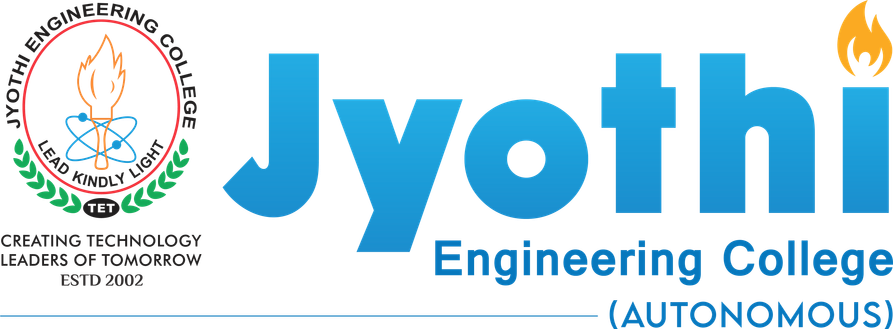 JYOTHI ENGINEERING COLLEGE
LEAD KINDLY LIGHT
TET
CREATING TECHNOLOGY
LEADERS OF TOMORROW
ESTD 2002
Jyothi
Engineering College
(AUTONOMOUS)